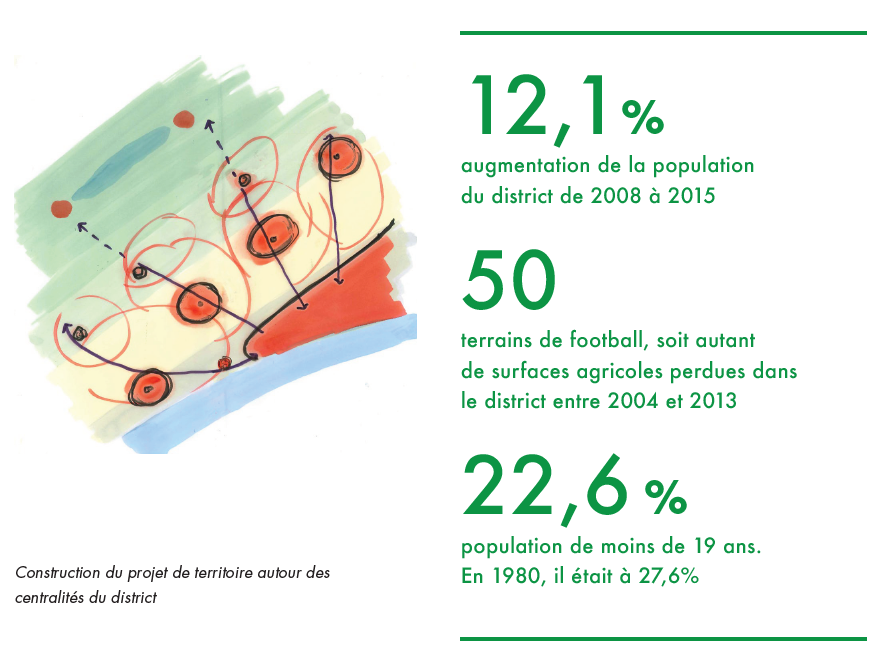 12,1%
augmentation de la population
du district de 2008 à 2015
50
terrains de football, soit autant
de surfaces agricoles perdues dans
le district entre 2004 et 2013
22,6 %
population de moins de 19 ans.
En 1980, il était à 27,6%
Construction du projet de territoire autour des
centralités du district